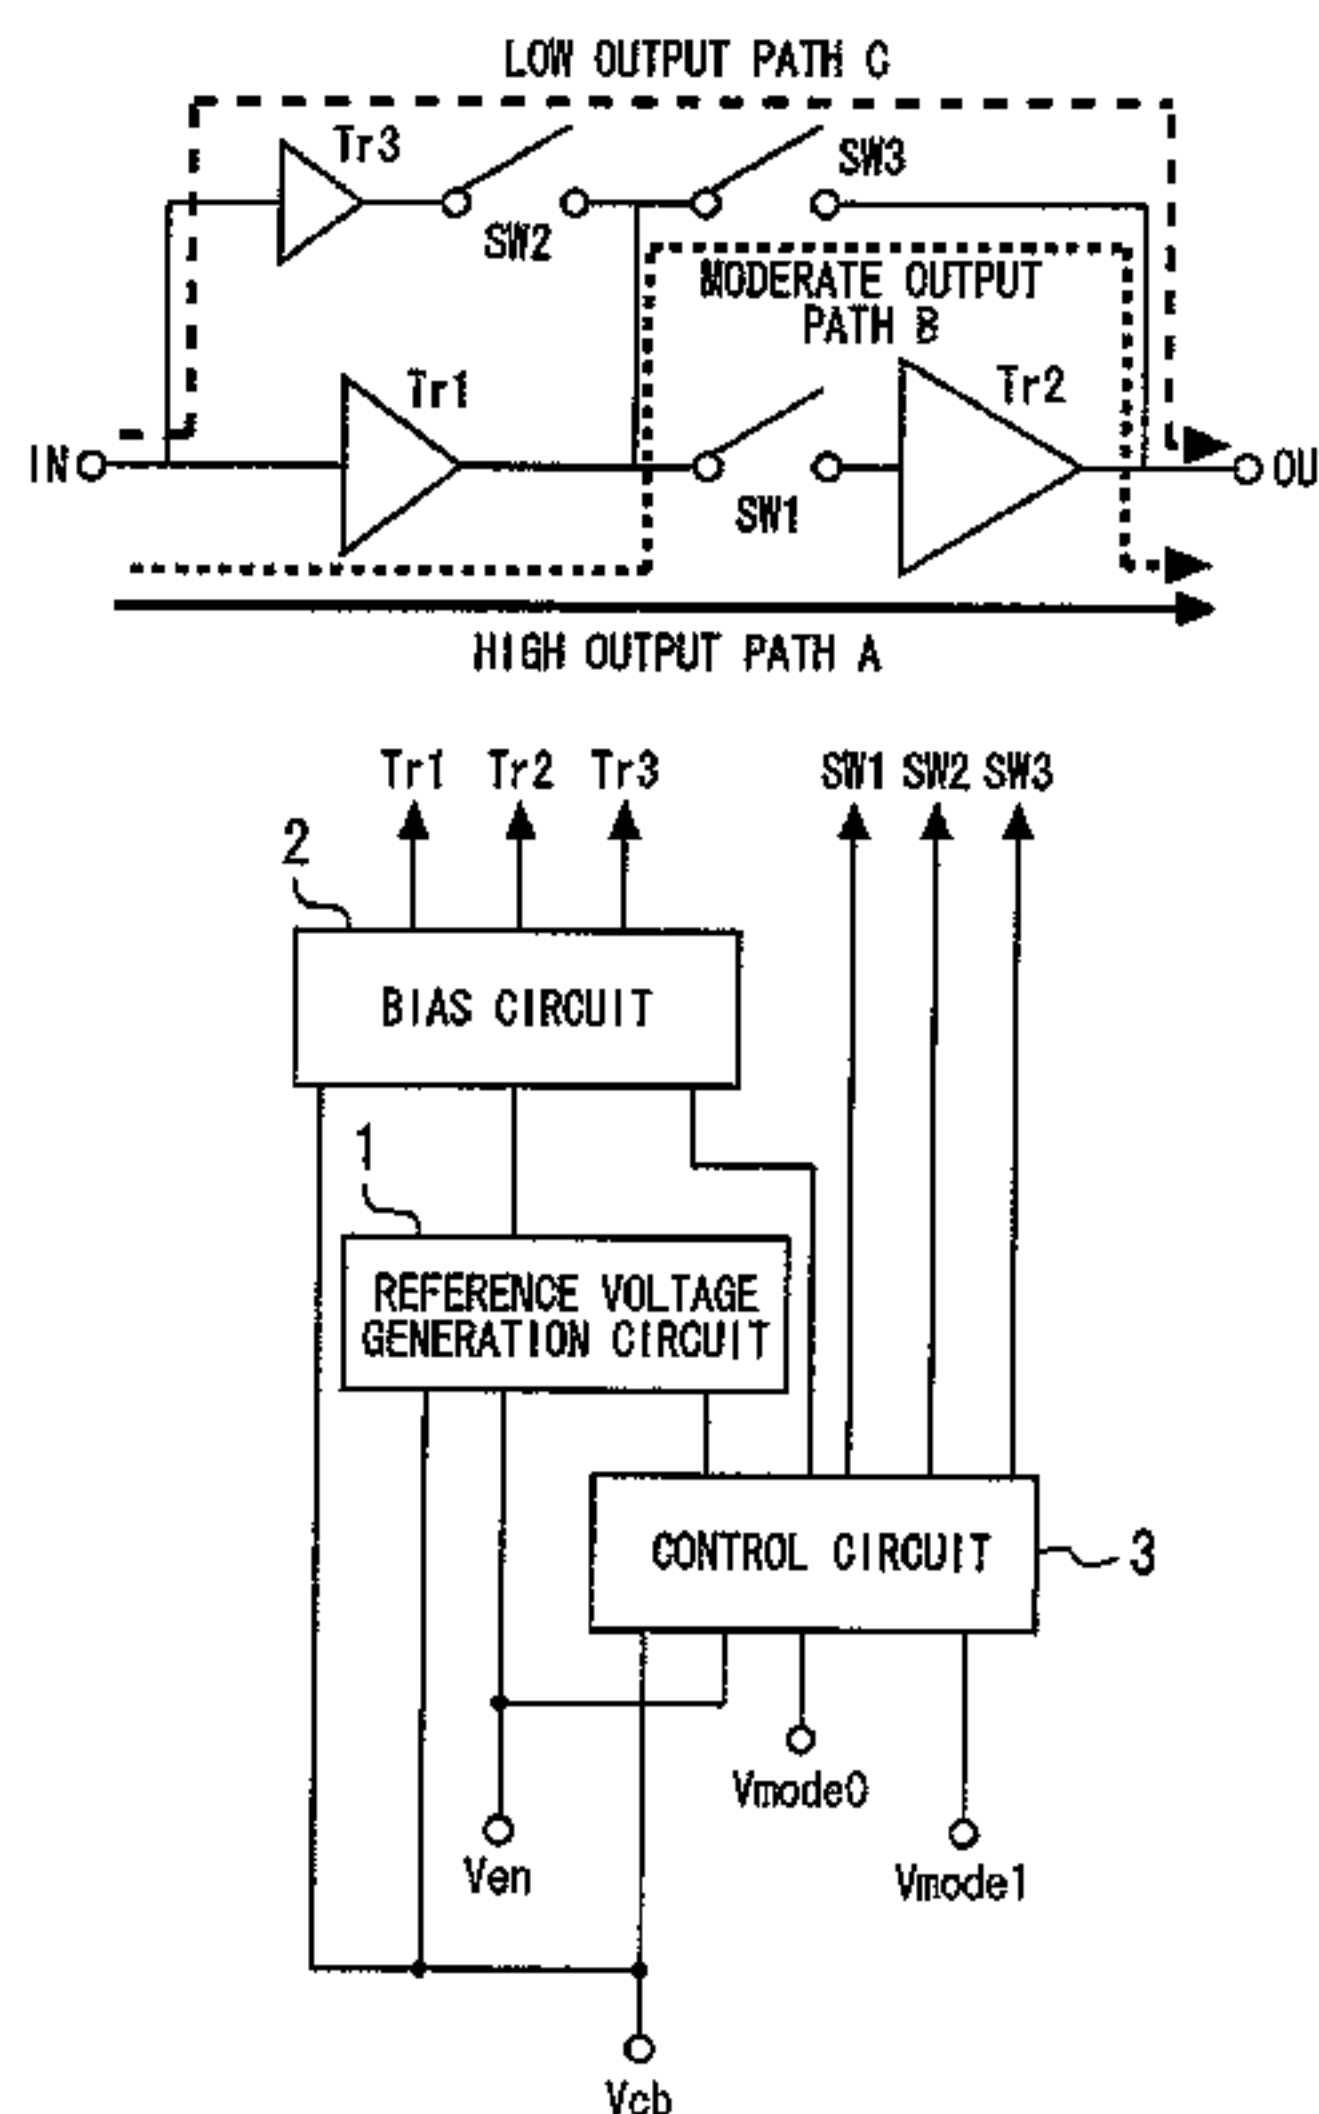 LOW OUTPUT PATH C
Tr3
SW3
SW2
MODERATE OUTPUT
PATH B
Tr1
Tr2
IN
OU
SW1
HIGH OUTPUT PATH A
Tr1 Tr2 Tr3 SW1 SW2 SW3
2
BIAS CIRCUIT
1
REFERENCE VOLTAGE
GENERATION CIRCUIT
CONTROL CIRCUIT
3
Vmode0
Ven
Vmode1
Vcb